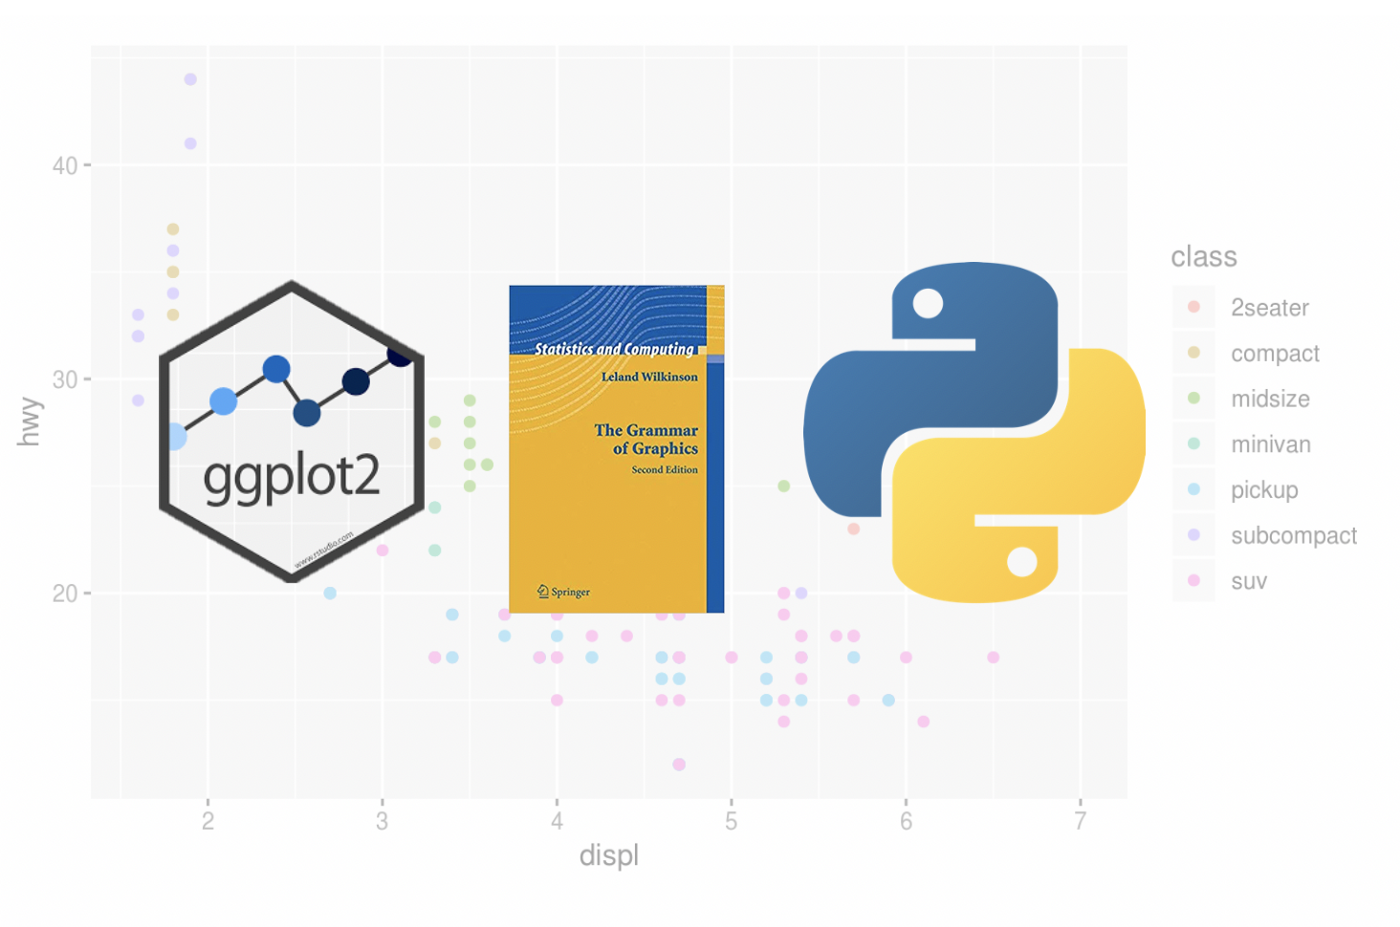 40
30
20
hwy
2
3
4
5
6
7
displ
ggplot2
www.rstudio.com
Statistics and Computing
Leland Wilkinson
The Grammar
of Graphics
Second Edition
Springer
class
2seater
compact
midsize
minivan
pickup
subcompact
suv